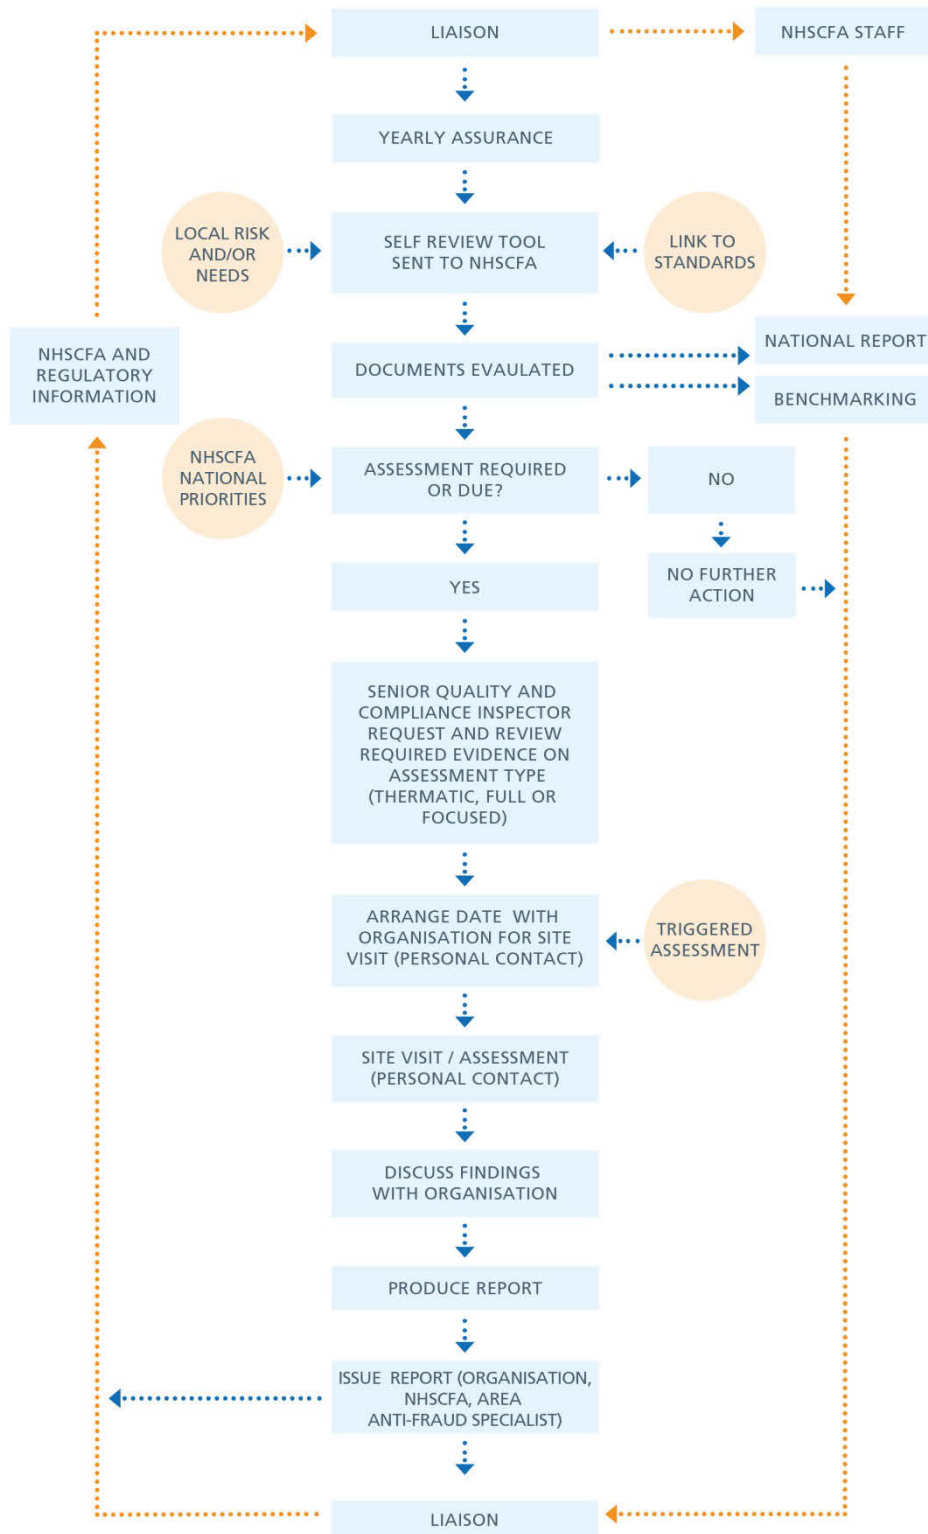 LIAISON
NHSCFA STAFF
YEARLY ASSURANCE
LOCAL RISK
AND/OR
NEEDS
SELF REVIEW TOOL
SENT TO NHSCFA
LINK TO
STANDARDS
NHSCFA AND
REGULATORY
INFORMATION
DOCUMENTS EVAULATED
NATIONAL REPORT
BENCHMARKING
NHSCFA
NATIONAL
PRIORITIES
ASSESSMENT REQUIRED
OR DUE?
NO
YES
NO FURTHER
ACTION
SENIOR QUALITY AND
COMPLIANCE INSPECTOR
REQUEST AND REVIEW
REQUIRED EVIDENCE ON
ASSESSMENT TYPE
(THERMATIC, FULL OR
FOCUSED)
ARRANGE DATE WITH
ORGANISATION FOR SITE
VISIT (PERSONAL CONTACT)
TRIGGERED
ASSESSMENT
SITE VISIT / ASSESSMENT
(PERSONAL CONTACT)
DISCUSS FINDINGS
WITH ORGANISATION
PRODUCE REPORT
ISSUE REPORT (ORGANISATION,
NHSCFA, AREA
ANTI-FRAUD SPECIALIST)
LIAISON